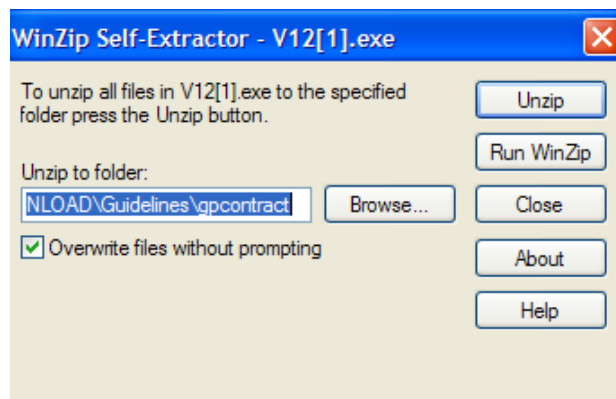 WinZip Self-Extractor - V12[1].exe
To unzip all files in V12[1].exe to the specified
folder press the Unzip button.
Unzip
Run WinZip
Unzip to folder:
NLOAD\Guidelines\gpcontract
Browse...
Close
Overwrite files without prompting
About
Help